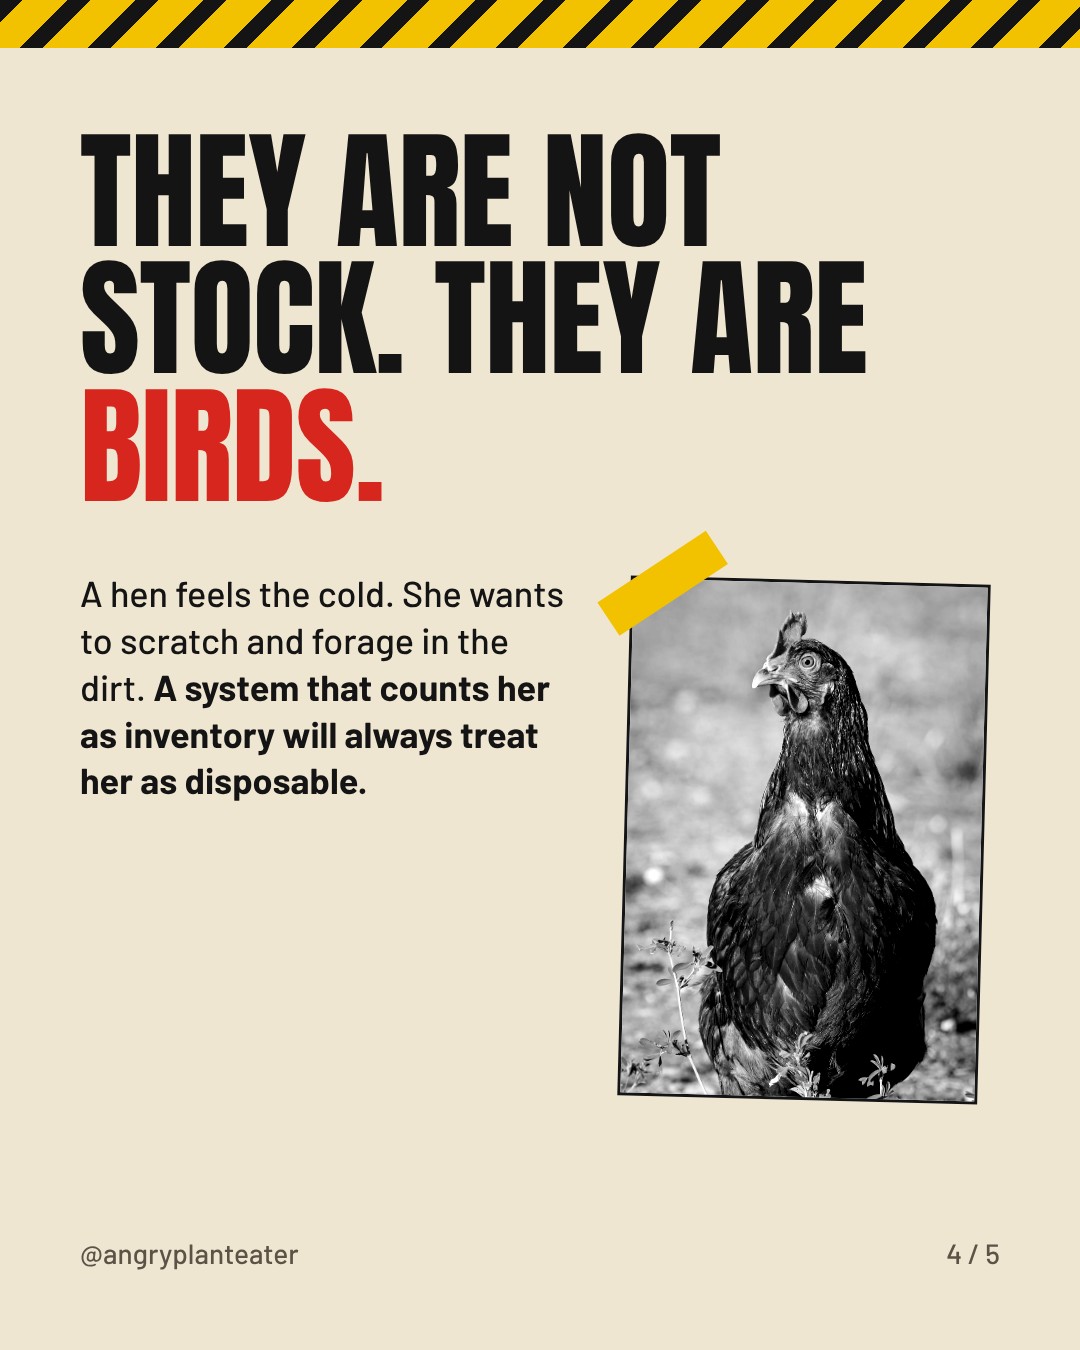 THEY ARE NOT
STOCK. THEY ARE
BIRDS.
A hen feels the cold. She wants
to scratch and forage in the
dirt. A system that counts her
as inventory will always treat
her as disposable.
@angryplanteater
4 / 5